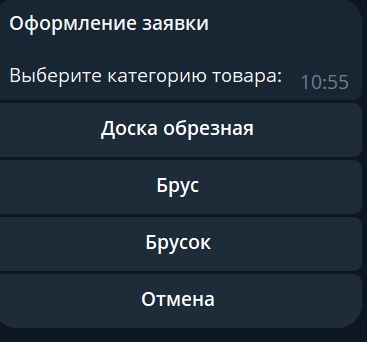 Оформление заявки
Выберите категорию товара:
10:55
Доска обрезная
Брус
Брусок
Отмена